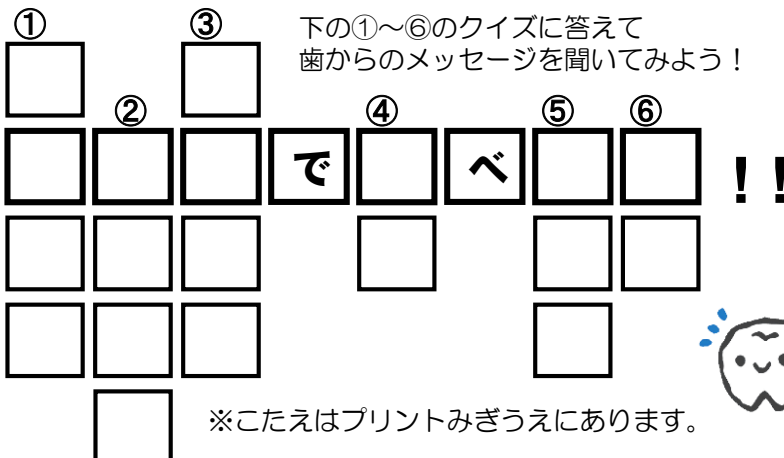 ① ③ 下の①～⑥のクイズに答えて
歯からのメッセージを聞いてみよう！
② ④ ⑤ ⑥
で べ ！！
※こたえはプリントみぎうえにあります。